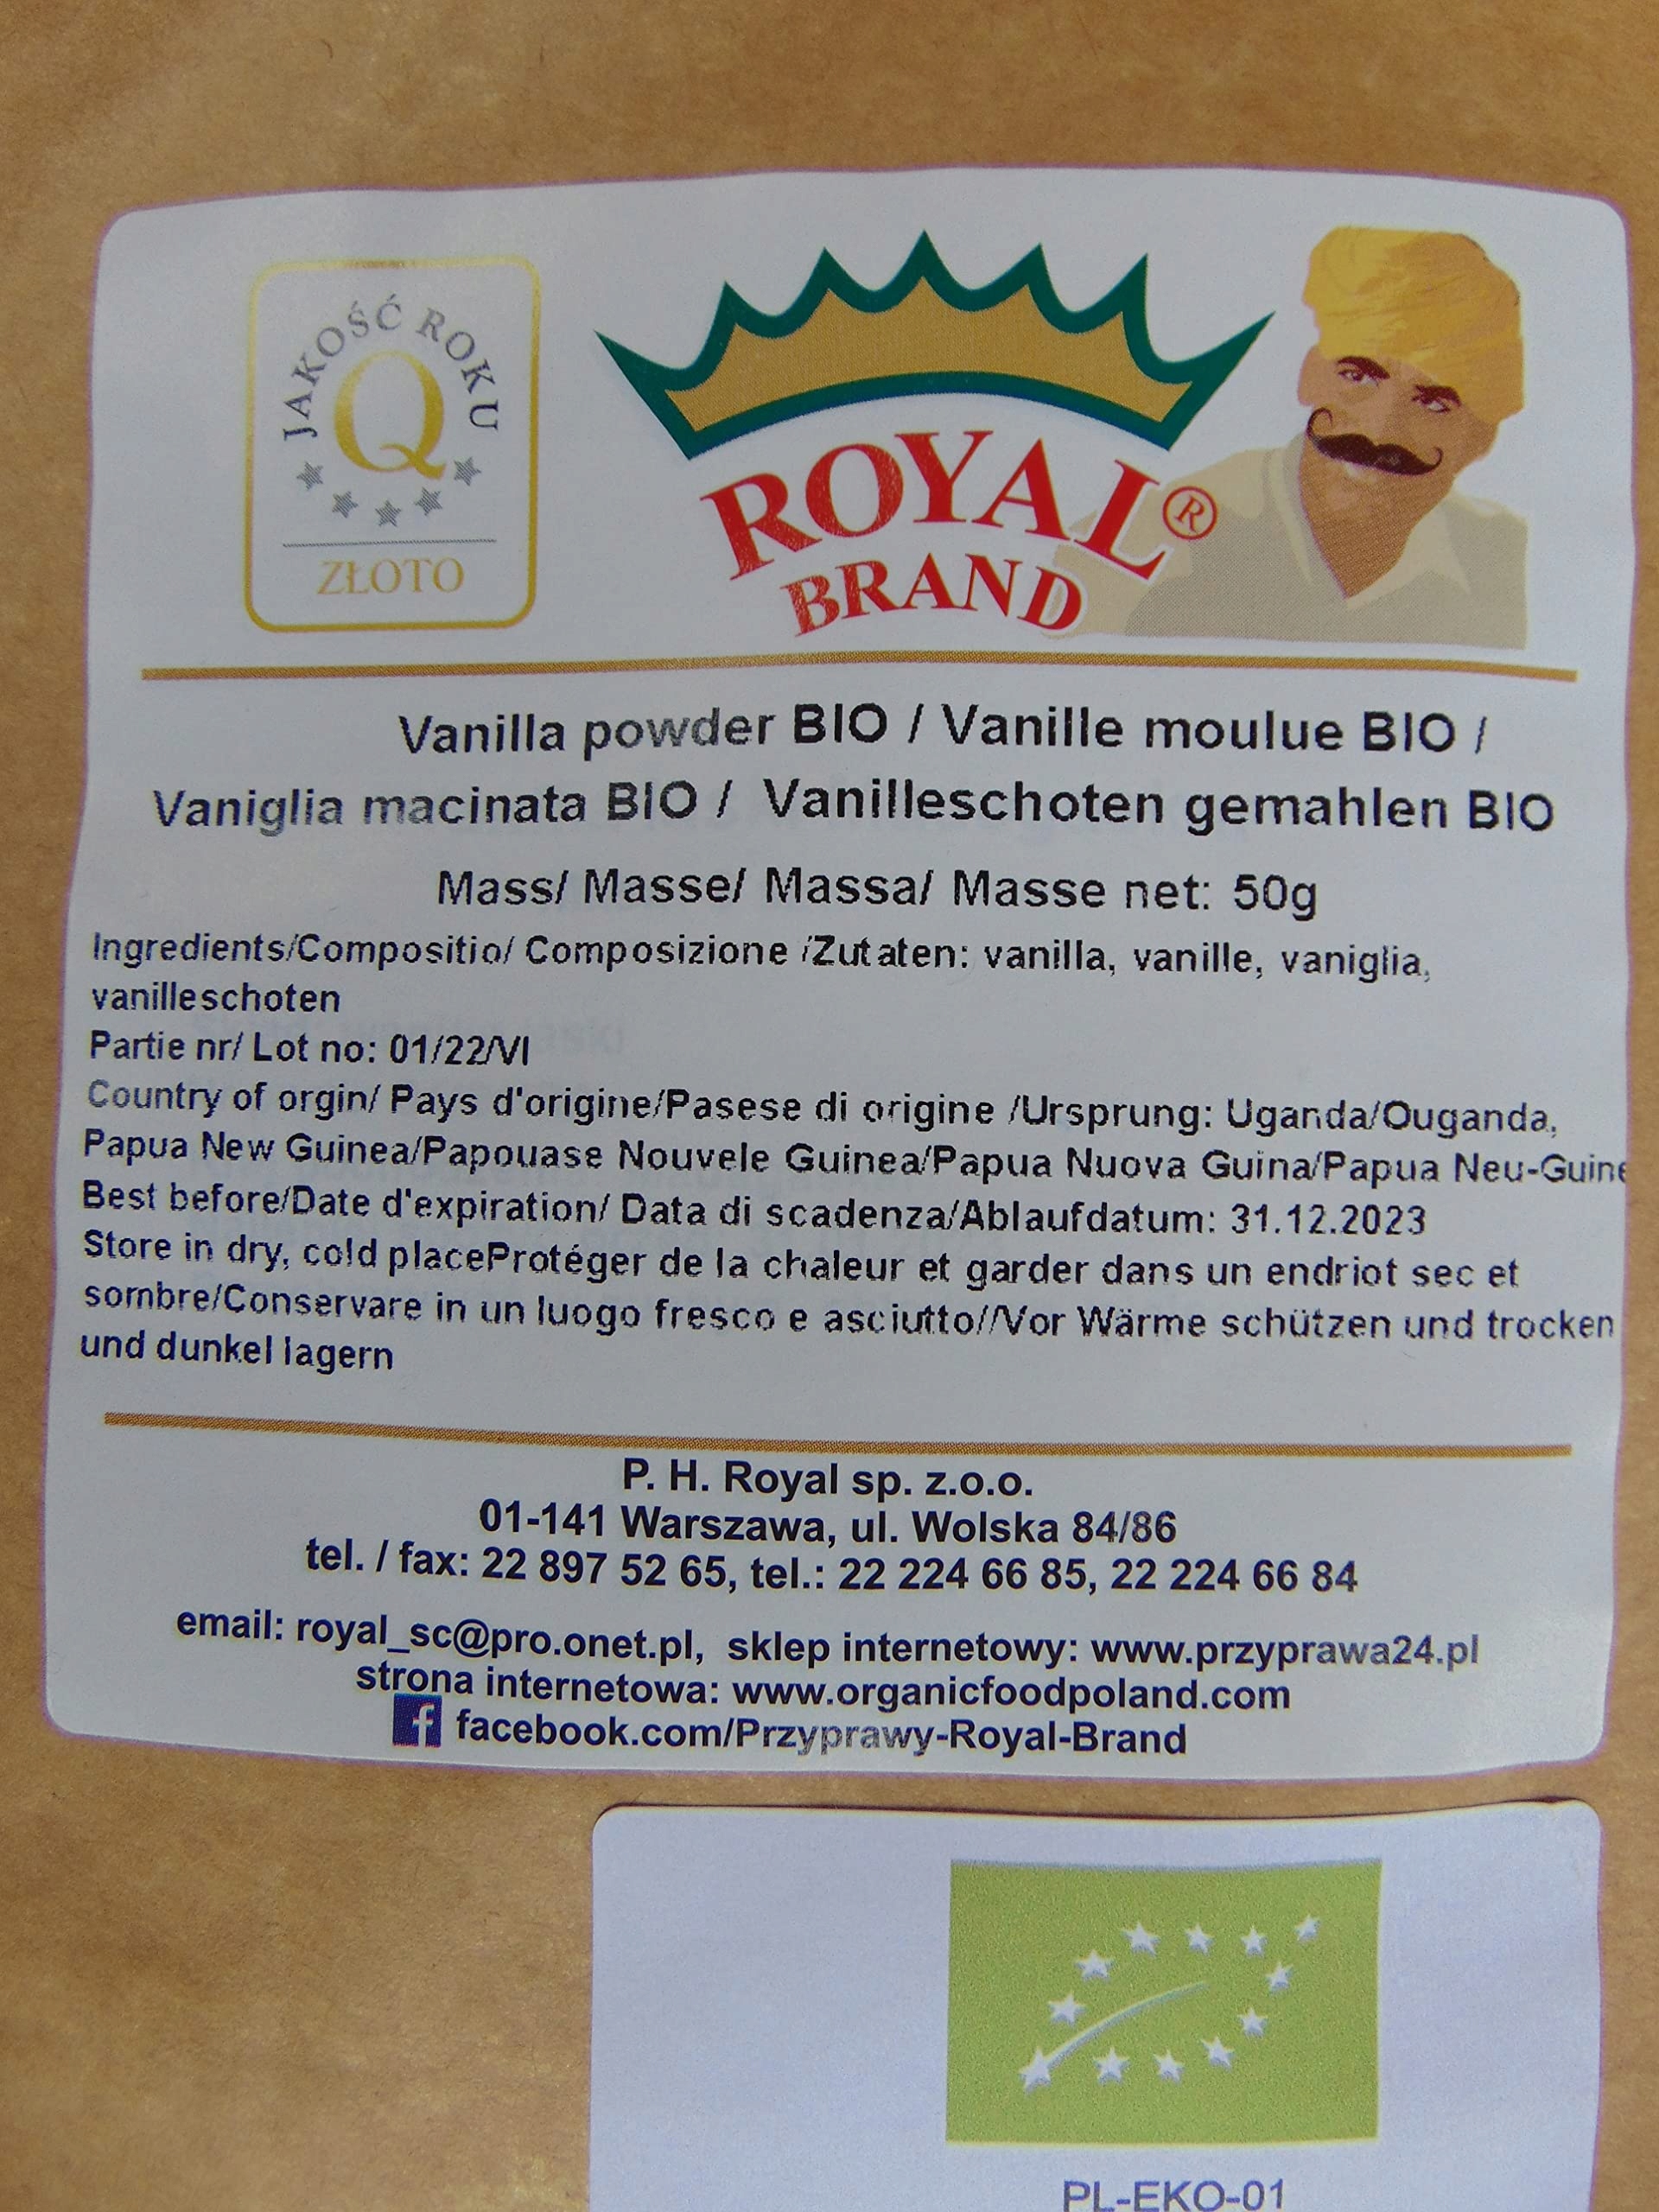 JAKOŚĆ ROKU
Q
ZŁOTO
ROYAL®
BRAND
Vanilla powder BIO / Vanille moulue BIO /
Vaniglia macinata BIO / Vanilleschoten gemahlen BIO
Mass/ Masse/ Massa/ Masse net: 50g
Ingredients/Compositio/ Composizione /Zutaten: vanilla, vanille, vaniglia,
vanilleschoten
Partie nr/ Lot no: 01/22/VI
Country of orgin/ Pays d'origine/Pasese di origine /Ursprung: Uganda/Ouganda,
Papua New Guinea/Papouase Nouvele Guinea/Papua Nuova Guina/Papua Neu-Guine
Best before/Date d'expiration/ Data di scadenza/Ablaufdatum: 31.12.2023
Store in dry, cold placeProtéger de la chaleur et garder dans un endriot sec et
sombre/Conservare in un luogo fresco e asciutto//Vor Wärme schützen und trocken
und dunkel lagern
P. H. Royal sp. z.o.o.
01-141 Warszawa, ul. Wolska 84/86
tel. / fax: 22 897 52 65, tel.: 22 224 66 85, 22 224 66 84
email: royal_sc@pro.onet.pl, sklep internetowy: www.przyprawa24.pl
strona internetowa: www.organicfoodpoland.com
f facebook.com/Przyprawy-Royal-Brand
PL-EKO-01